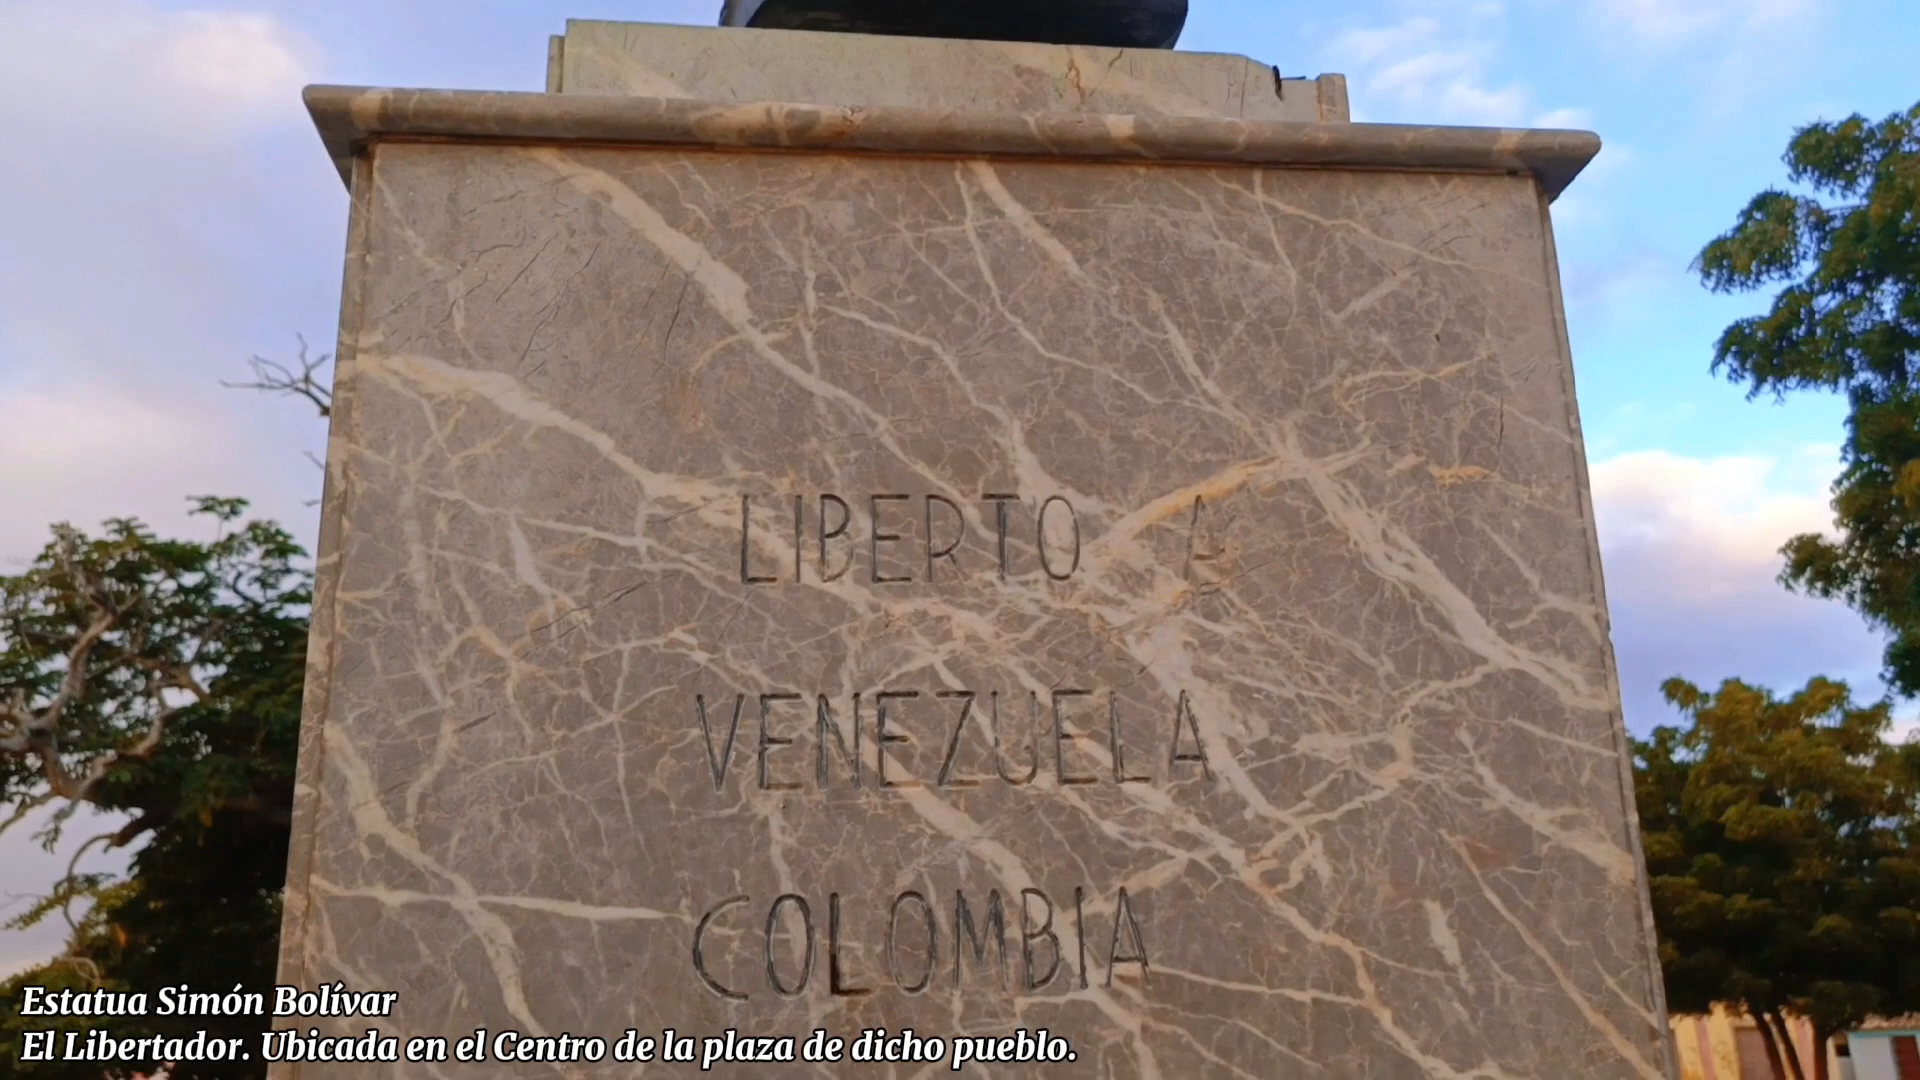 LIBERTO A
VENEZUELA
COLOMBIA
Estatua Simón Bolívar
El Libertador. Ubicada en el Centro de la plaza de dicho pueblo.